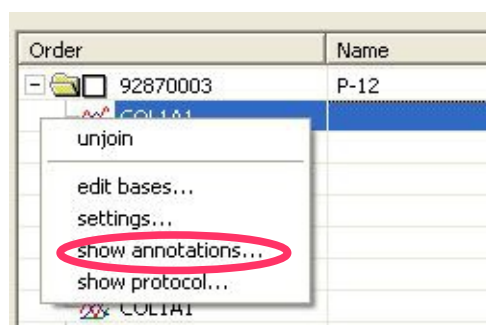 Order Name
92870003 P-12
COL1A1
unjoin
edit bases...
settings...
show annotations...
show protocol...
COL1A1